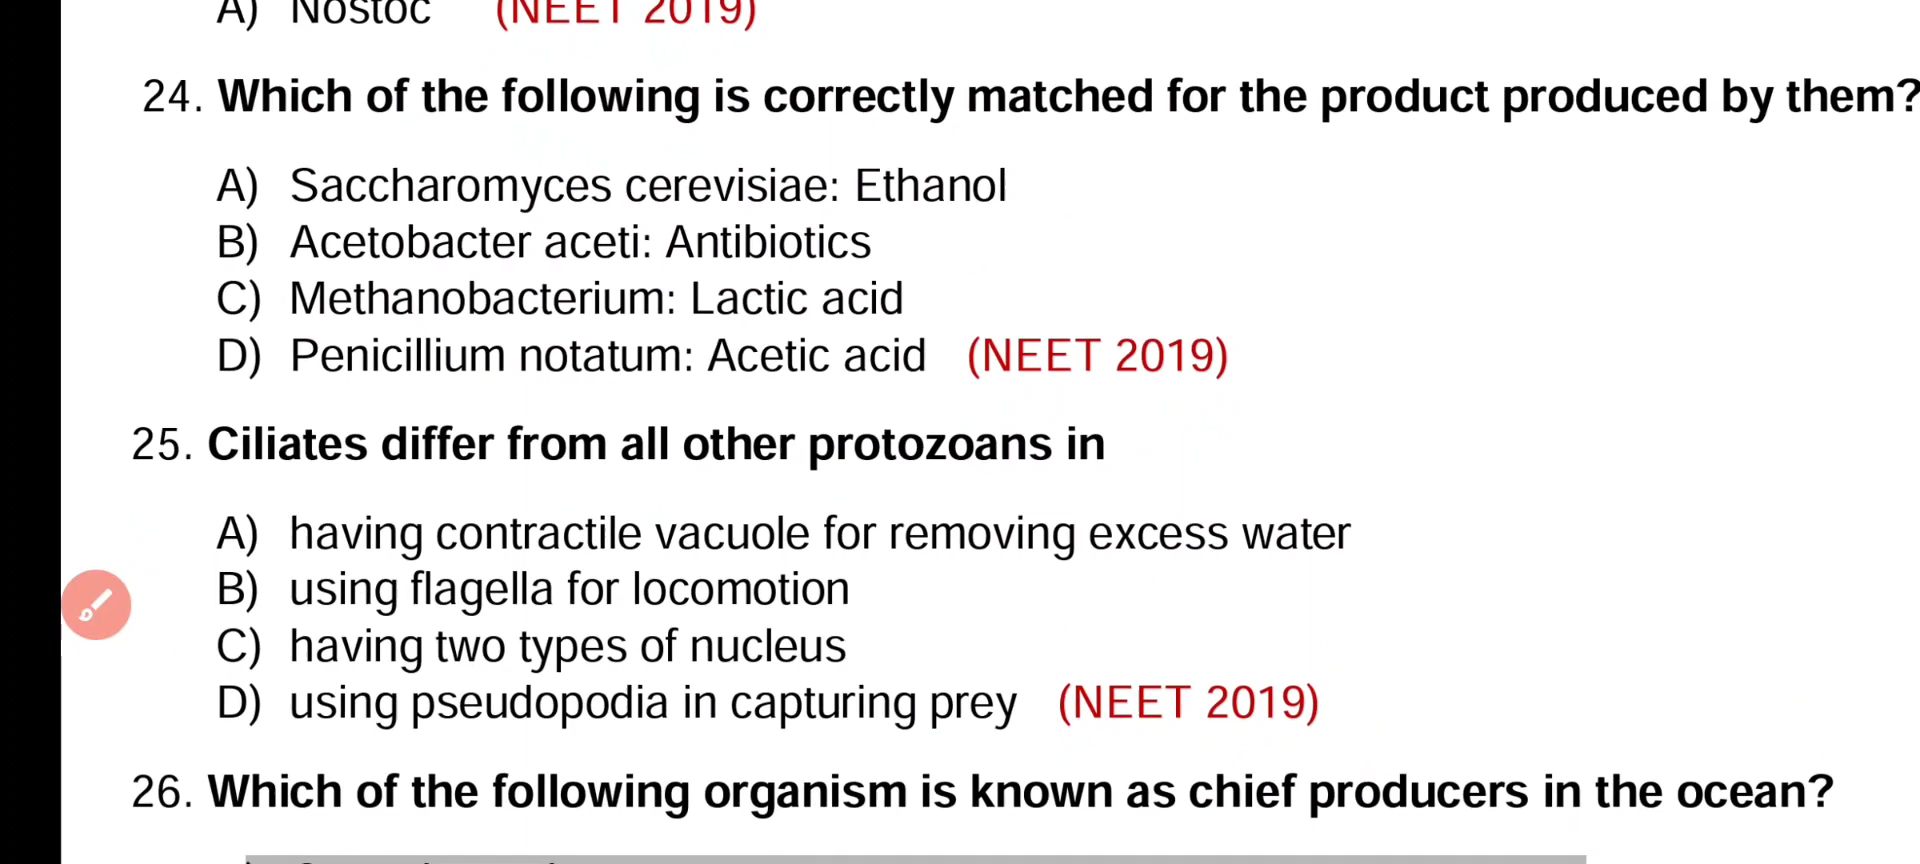 A) Nostoc (NEET 2019)
24. Which of the following is correctly matched for the product produced by them?
A) Saccharomyces cerevisiae: Ethanol
B) Acetobacter aceti: Antibiotics
C) Methanobacterium: Lactic acid
D) Penicillium notatum: Acetic acid (NEET 2019)
25. Ciliates differ from all other protozoans in
A) having contractile vacuole for removing excess water
B) using flagella for locomotion
C) having two types of nucleus
D) using pseudopodia in capturing prey (NEET 2019)
26. Which of the following organism is known as chief producers in the ocean?